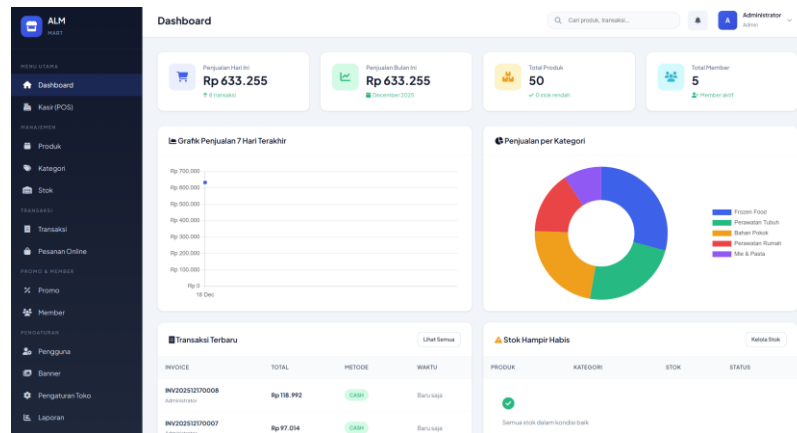 ALM
MART
Dashboard
Cari produk, transaksi...
A
Administrator
Admin
MENU UTAMA
Dashboard
Kasir (POS)
MANAJEMEN
Produk
Kategori
Stok
TRANSAKSI
Transaksi
Pesanan Online
PROMO & MEMBER
Promo
Member
PENGATURAN
Pengguna
Banner
Pengaturan Toko
Laporan
Penjualan Hari Ini
Rp 633.255
8 transaksi
Penjualan Bulan Ini
Rp 633.255
December 2025
Total Produk
50
0 stok rendah
Total Member
5
Member aktif
Grafik Penjualan 7 Hari Terakhir
Rp 700.000
Rp 600.000
Rp 500.000
Rp 400.000
Rp 300.000
Rp 200.000
Rp 100.000
Rp 0
18 Dec
Penjualan per Kategori
Frozen Food
Perawatan Tubuh
Bahan Pokok
Perawatan Rumah
Mie & Pasta
Transaksi Terbaru
Lihat Semua
INVOICE TOTAL METODE WAKTU
INV202512170008 Rp 118.992 CASH Baru saja
Administrator
INV202512170007 Rp 97.014 CASH Baru saja
Administrator
Stok Hampir Habis
Kelola Stok
PRODUK KATEGORI STOK STATUS
Semua stok dalam kondisi baik